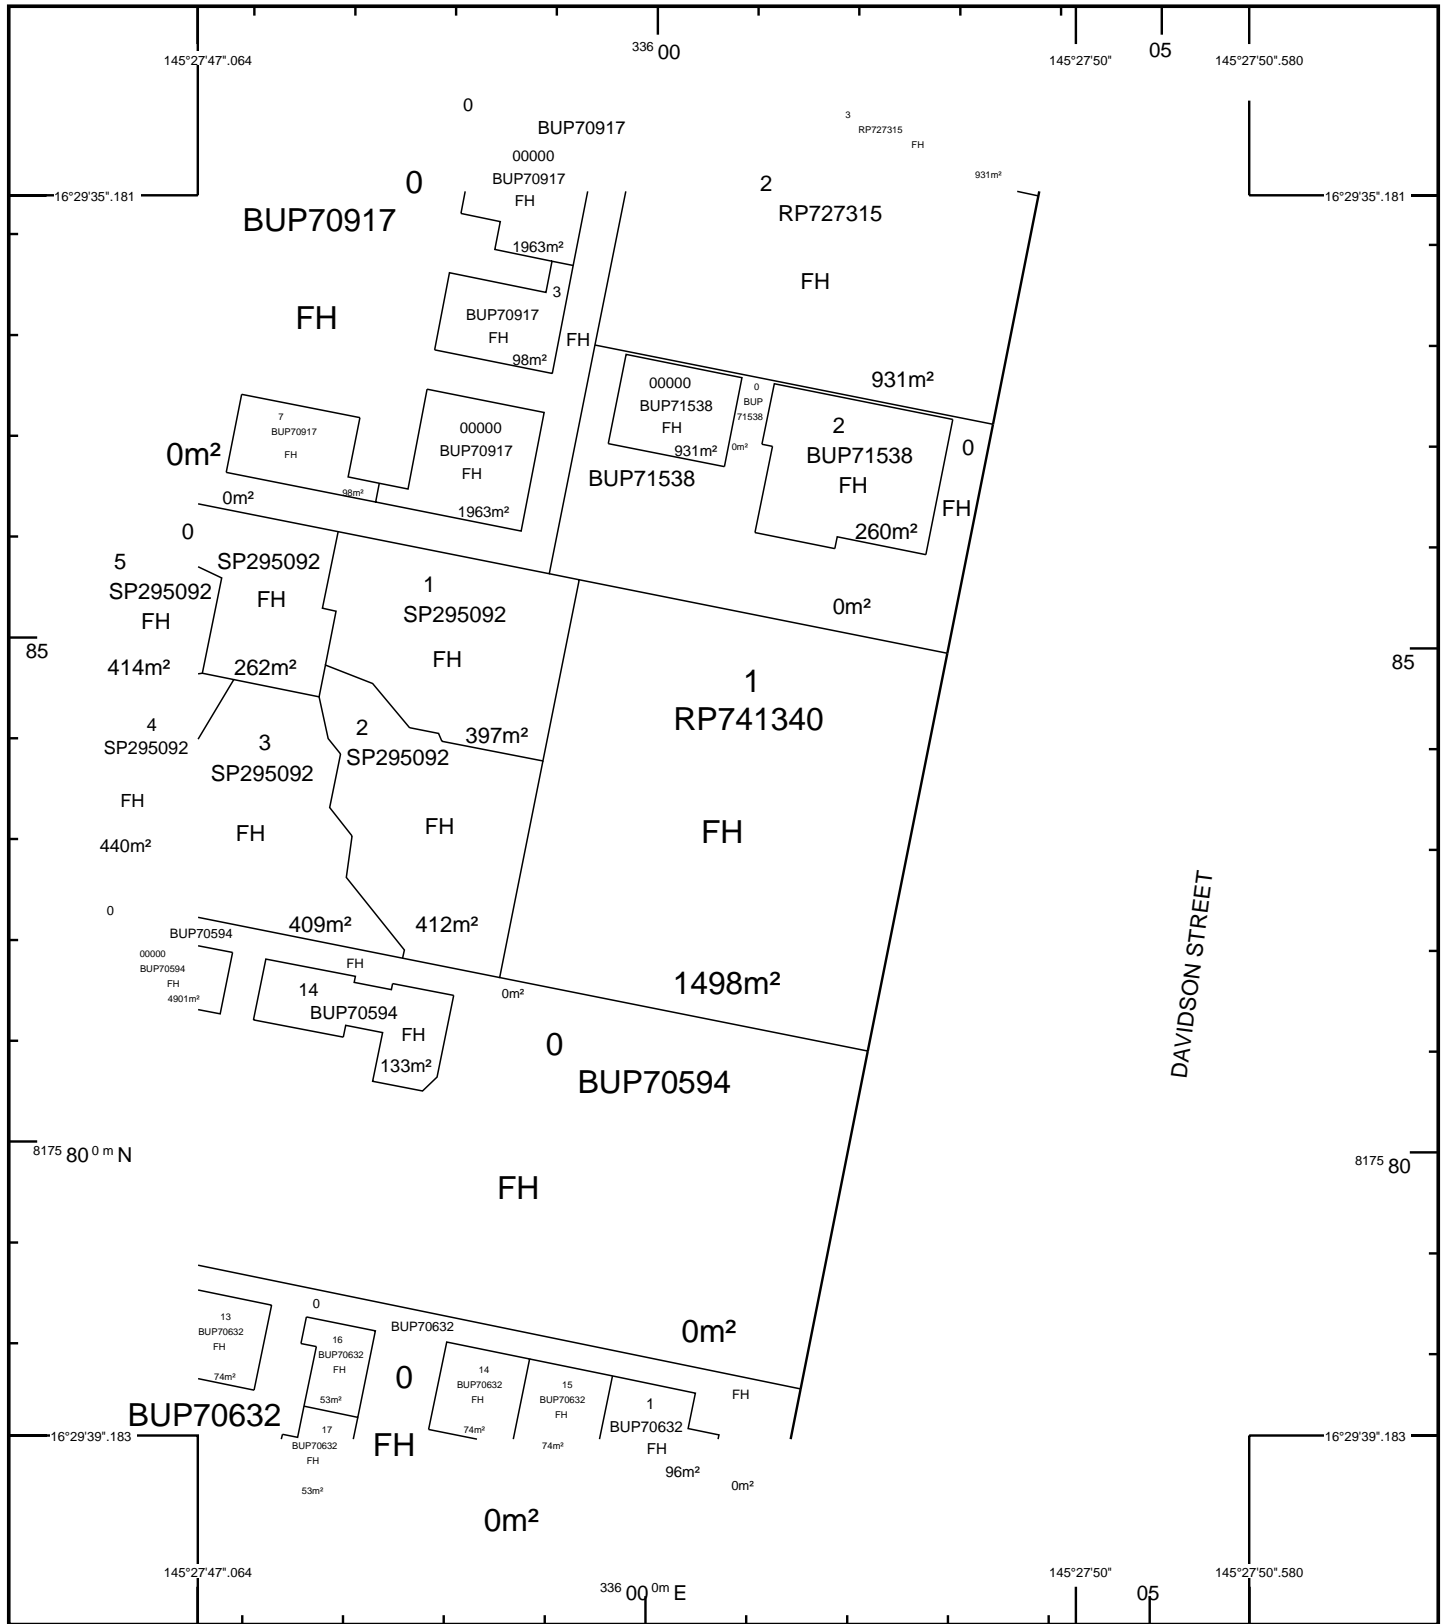 336 00
05
145°27'47".064
145°27'50"
145°27'50".580
0
BUP70917
3
RP727315
FH
931m²
00000
BUP70917
FH
1963m²
0
BUP70917
FH
0m²
2
RP727315
FH
931m²
16°29'35".181
16°29'35".181
3
BUP70917
FH
98m²
FH
7
BUP70917
FH
98m²
00000
BUP70917
FH
1963m²
0m²
00000
BUP71538
FH
931m²
0
BUP
71538
0m²
2
BUP71538
FH
260m²
0
FH
BUP71538
0m²
0
SP295092
FH
262m²
5
SP295092
FH
414m²
1
SP295092
FH
397m²
85
85
1
RP741340
FH
1498m²
4
SP295092
FH
440m²
3
SP295092
FH
409m²
2
SP295092
FH
412m²
DAVIDSON STREET
0
BUP70594
FH
0m²
00000
BUP70594
FH
4901m²
14
BUP70594
FH
133m²
0
BUP70594
FH
0m²
8175 80 0 m N
8175 80
0
BUP70632
13
BUP70632
FH
74m²
16
BUP70632
FH
53m²
17
BUP70632
FH
53m²
0
BUP70632
FH
0m²
14
BUP70632
FH
74m²
15
BUP70632
FH
74m²
1
BUP70632
FH
96m²
FH
0m²
16°29'39".183
16°29'39".183
145°27'47".064
336 00 0m E
145°27'50"
05
145°27'50".580